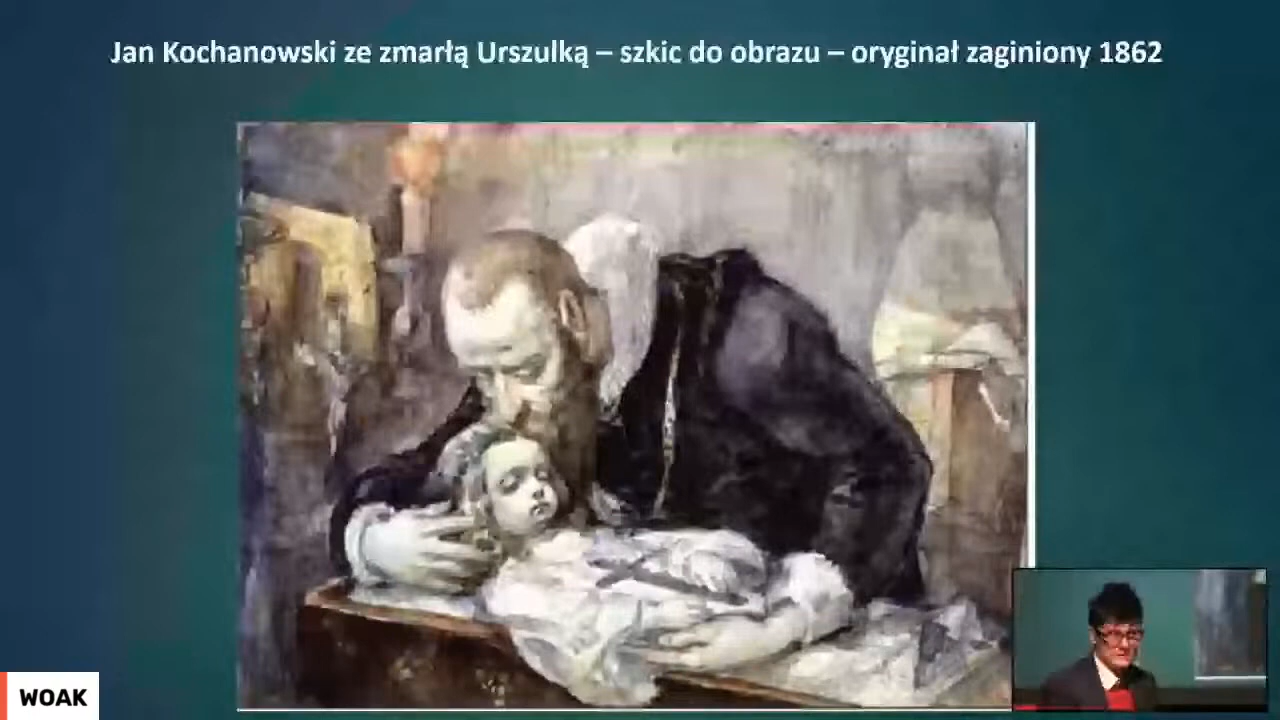 Jan Kochanowski ze zmarłą Urszulką – szkic do obrazu – oryginał zaginiony 1862
WOAK